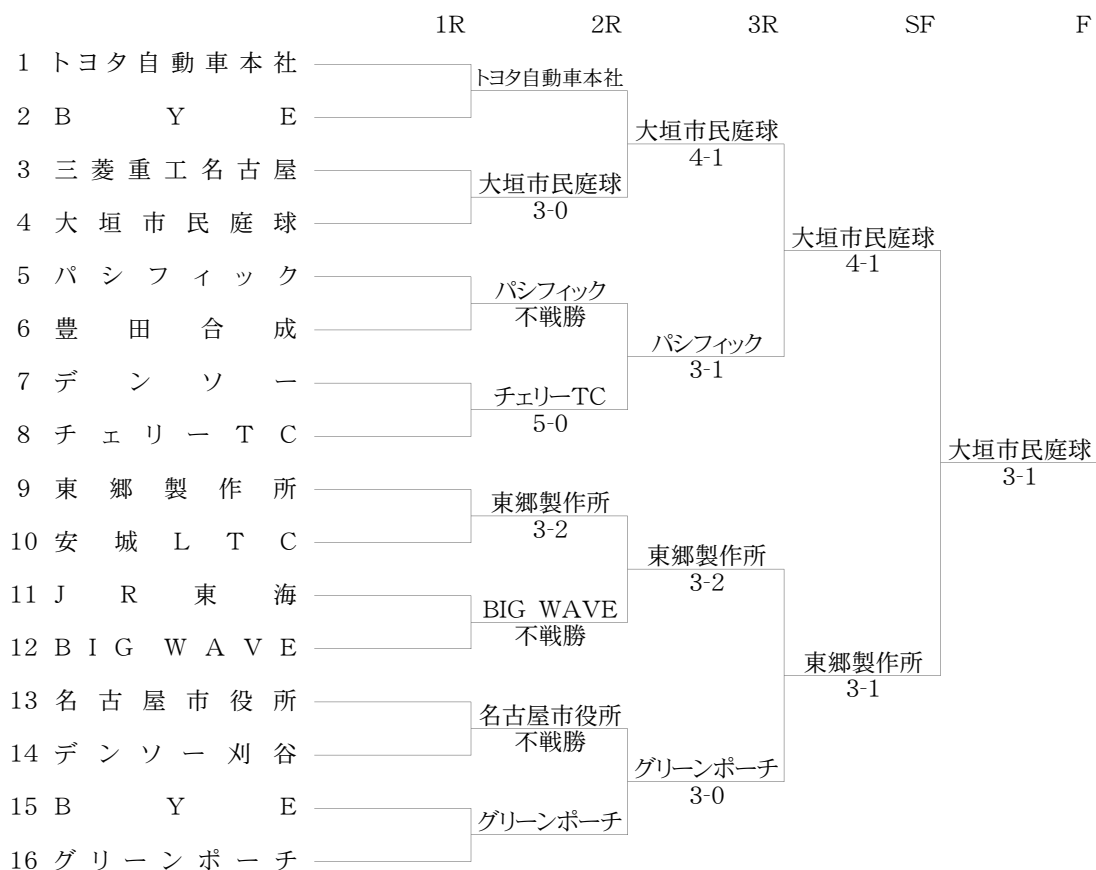 1R 2R 3R SF F
1 トヨタ自動車本社
トヨタ自動車本社
2 B Y E
大垣市民庭球
4-1
3 三菱重工名古屋
大垣市民庭球
3-0
4 大垣市民庭球
大垣市民庭球
4-1
5 パシフィック
パシフィック
不戦勝
6 豊田合成
パシフィック
3-1
7 デンソー
チェリーTC
5-0
8 チェリーTC
大垣市民庭球
3-1
9 東郷製作所
東郷製作所
3-2
10 安城LTC
東郷製作所
3-2
11 JR東海
BIG WAVE
不戦勝
12 BIG WAVE
東郷製作所
3-1
13 名古屋市役所
名古屋市役所
不戦勝
14 デンソー刈谷
グリーンポーチ
3-0
15 B Y E
グリーンポーチ
16 グリーンポーチ